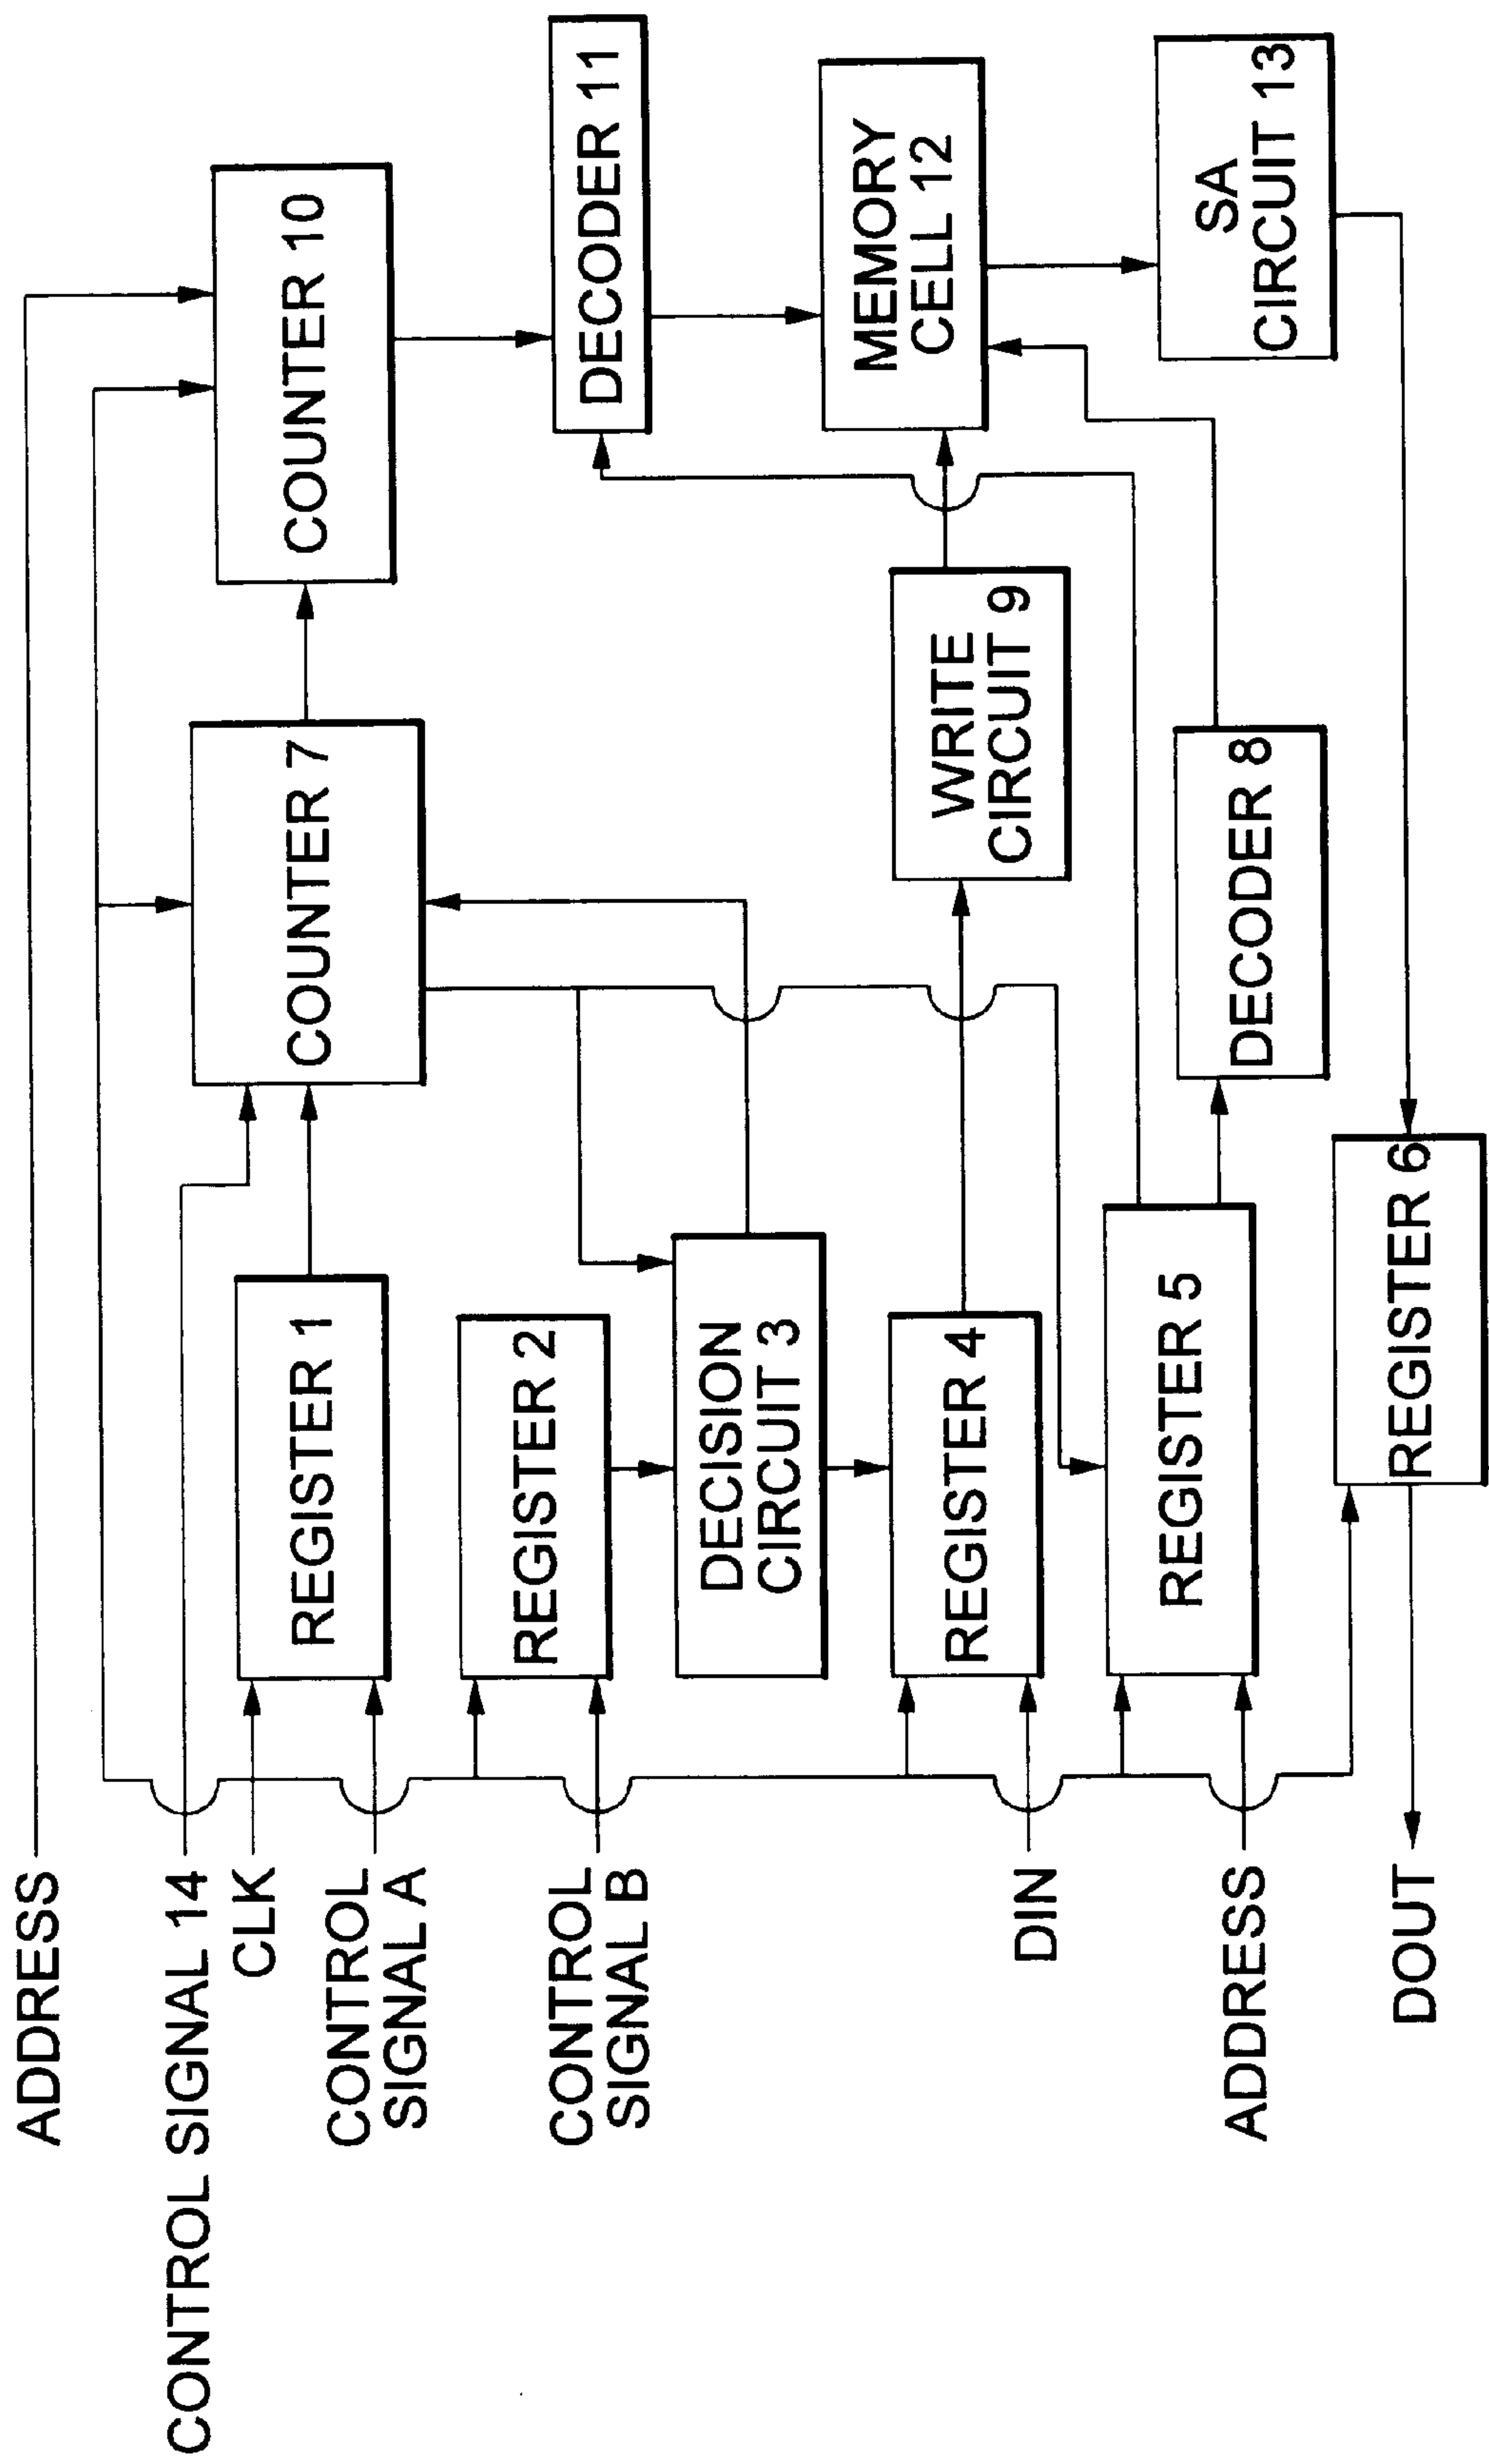 ADDRESS
CONTROL SIGNAL 14
CLK
CONTROL
SIGNAL A
CONTROL
SIGNAL B
DIN
ADDRESS
DOUT
REGISTER 1
REGISTER 2
DECISION
CIRCUIT 3
REGISTER 4
REGISTER 5
REGISTER 6
COUNTER 7
DECODER 8
WRITE
CIRCUIT 9
COUNTER 10
DECODER 11
MEMORY
CELL 12
SA
CIRCUIT 13